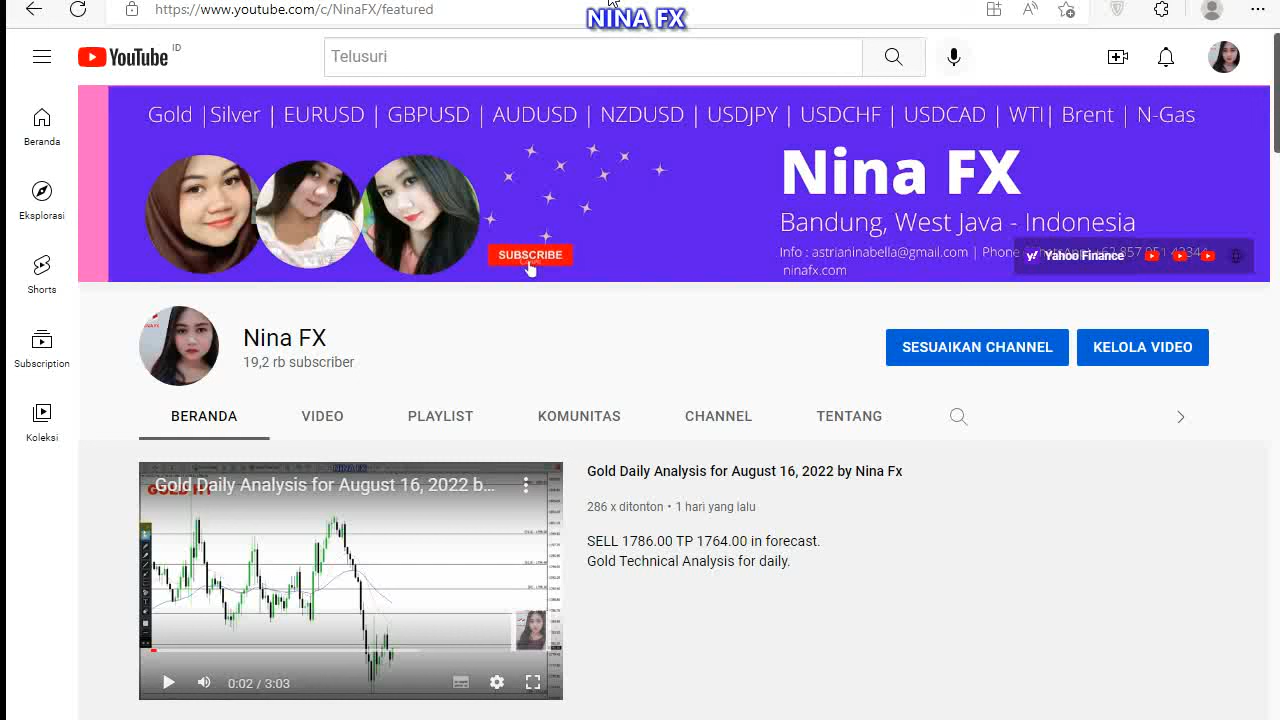 https://www.youtube.com/c/NinaFX/featured
NINA FX
YouTube ID
Telusuri
Beranda
Eksplorasi
Shorts
Subscription
Koleksi
Gold | Silver | EURUSD | GBPUSD | AUDUSD | NZDUSD | USDJPY | USDCHF | USDCAD | WTI | Brent | N-Gas
Nina FX
Bandung, West Java - Indonesia
Info : astrianinabella@gmail.com | Phone
ninafx.com
Yahoo Finance
SUBSCRIBE
Nina FX
19,2 rb subscriber
SESUAIKAN CHANNEL
KELOLA VIDEO
BERANDA VIDEO PLAYLIST KOMUNITAS CHANNEL TENTANG
NINA FX
Gold Daily Analysis for August 16, 2022 b...
0:02 / 3:03
Gold Daily Analysis for August 16, 2022 by Nina Fx
286 x ditonton • 1 hari yang lalu
SELL 1786.00 TP 1764.00 in forecast.
Gold Technical Analysis for daily.